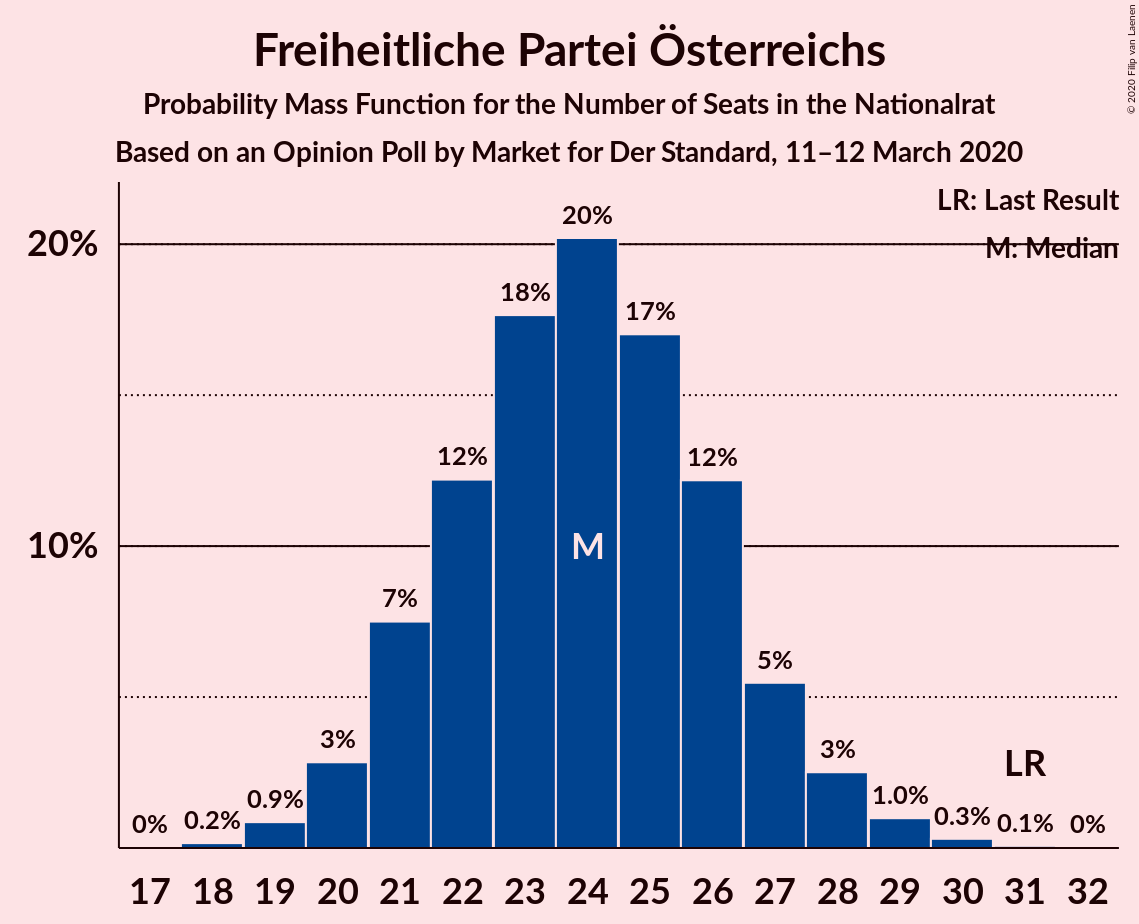 Freiheitliche Partei Österreichs
Probability Mass Function for the Number of Seats in the Nationalrat
Based on an Opinion Poll by Market for Der Standard, 11–12 March 2020
© 2020 Filip van Laenen
LR: Last Result
M: Median
20%
10%
0%
0.2%
0.9%
3%
7%
12%
18%
20%
17%
12%
5%
3%
1.0%
0.3%
0.1%
0%
M
LR
17 18 19 20 21 22 23 24 25 26 27 28 29 30 31 32